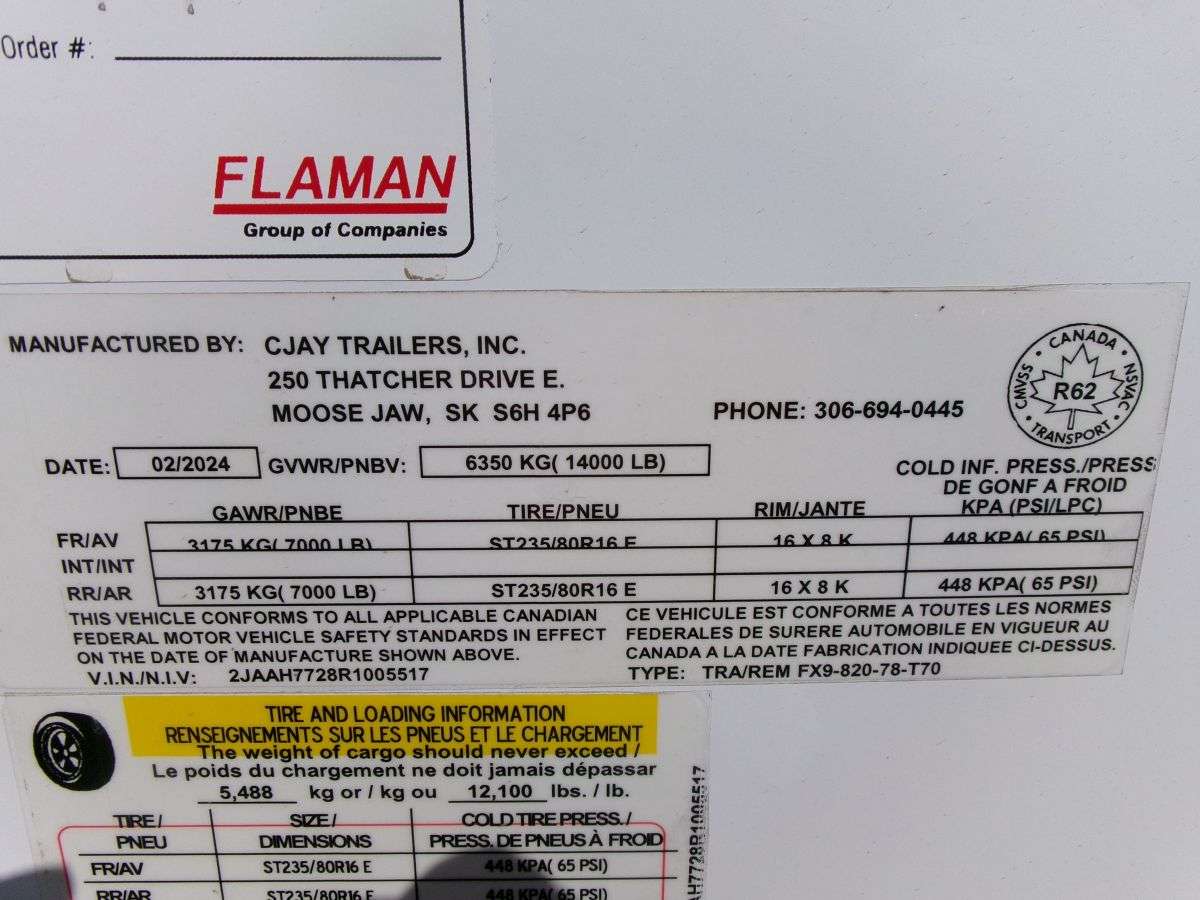 Order #:
FLAMAN
Group of Companies
MANUFACTURED BY: CJAY TRAILERS, INC.
250 THATCHER DRIVE E.
MOOSE JAW, SK S6H 4P6
PHONE: 306-694-0445
CANADA
CMVSS R62 NSVAC
TRANSPORT
DATE: 02/2024 GVWR/PNBV: 6350 KG( 14000 LB)
COLD INF. PRESS./PRESS
DE GONF A FROID
GAWR/PNBE TIRE/PNEU RIM/JANTE KPA (PSI/LPC)
FR/AV 3175 KG( 7000 LB) ST235/80R16 E 16 X 8 K 448 KPA( 65 PSI)
INT/INT
RR/AR 3175 KG( 7000 LB) ST235/80R16 E 16 X 8 K 448 KPA( 65 PSI)
THIS VEHICLE CONFORMS TO ALL APPLICABLE CANADIAN
FEDERAL MOTOR VEHICLE SAFETY STANDARDS IN EFFECT
ON THE DATE OF MANUFACTURE SHOWN ABOVE.
CE VEHICULE EST CONFORME A TOUTES LES NORMES
FEDERALES DE SURERE AUTOMOBILE EN VIGUEUR AU
CANADA A LA DATE FABRICATION INDIQUEE CI-DESSUS.
V.I.N./N.I.V: 2JAAH7728R1005517
TYPE: TRA/REM FX9-820-78-T70
TIRE AND LOADING INFORMATION
RENSEIGNEMENTS SUR LES PNEUS ET LE CHARGEMENT
The weight of cargo should never exceed /
Le poids du chargement ne doit jamais dépassar
5,488 kg or / kg ou 12,100 lbs. / lb.
TIRE / SIZE / COLD TIRE PRESS. /
PNEU DIMENSIONS PRESS. DE PNEUS À FROID
FR/AV ST235/80R16 E 448 KPA( 65 PSI)
RR/AR ST235/80R16 E 448 KPA( 65 PSI)
AH7728R1005517